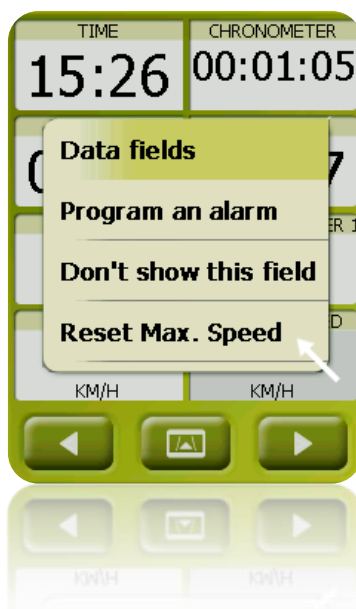 TIME
CHRONOMETER
15:26
00:01:05
Data fields
Program an alarm
Don't show this field
Reset Max. Speed
KM/H
KM/H